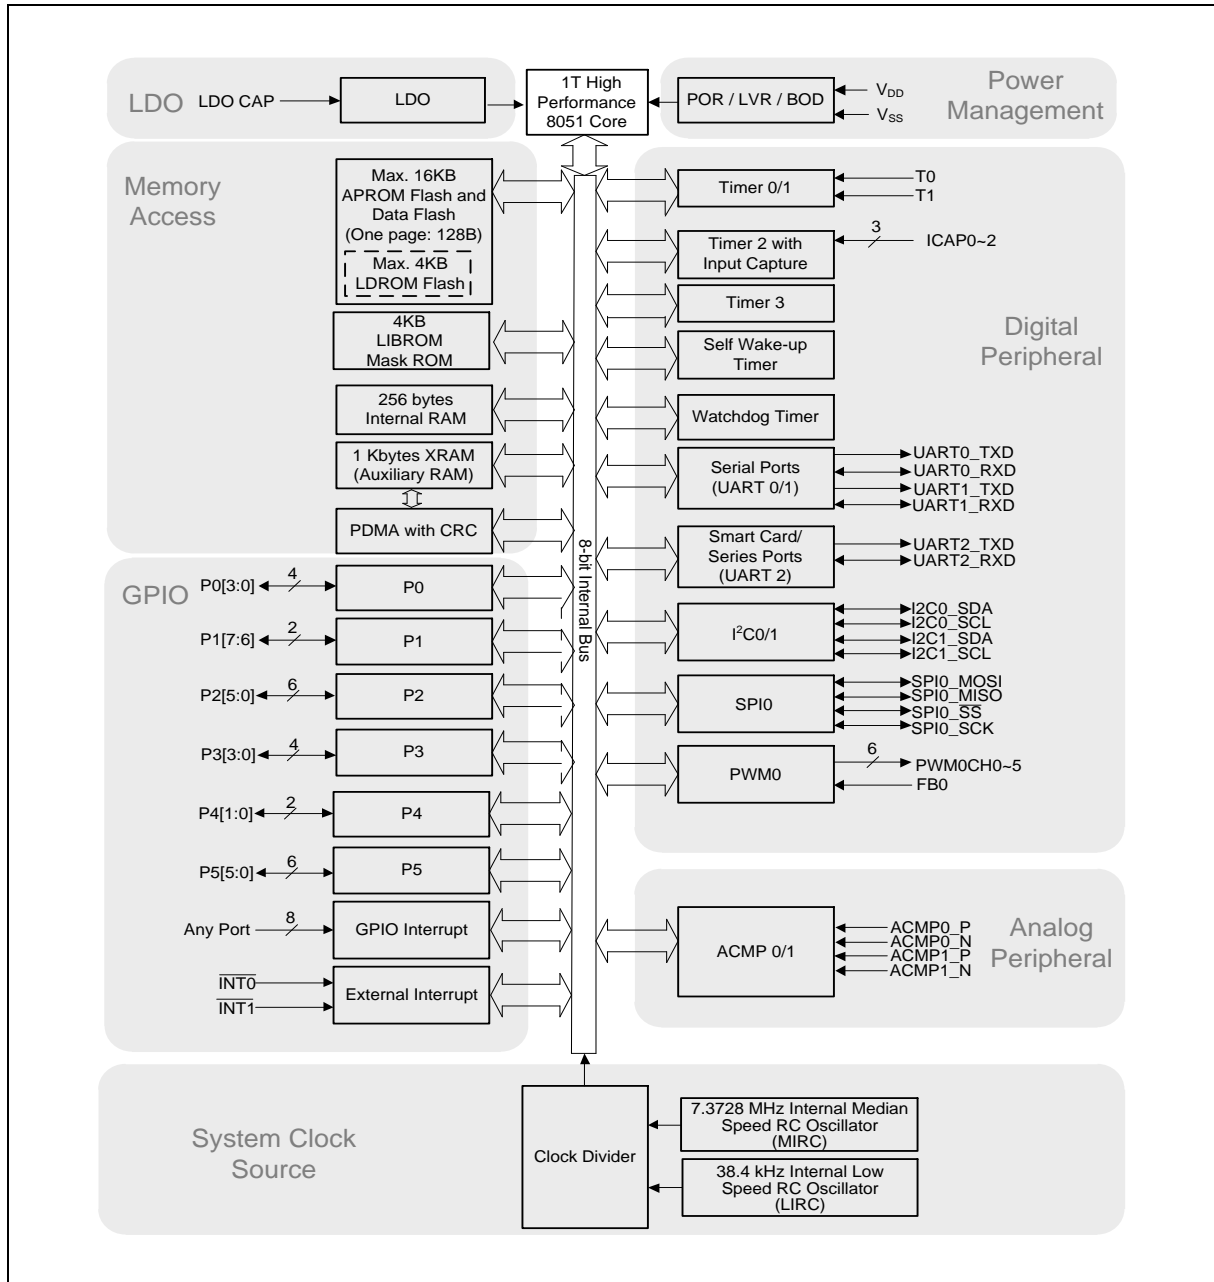 LDO
LDO CAP
LDO
1T High
Performance
8051 Core
POR / LVR / BOD
VDD
VSS
Power
Management
Memory
Access
Max. 16KB
APROM Flash and
Data Flash
(One page: 128B)
Max. 4KB
LDROM Flash
4KB
LIBROM
Mask ROM
256 bytes
Internal RAM
1 Kbytes XRAM
(Auxiliary RAM)
PDMA with CRC
GPIO
P0[3:0]
4
P0
P1[7:6]
2
P1
P2[5:0]
6
P2
P3[3:0]
4
P3
P4[1:0]
2
P4
P5[5:0]
6
P5
Any Port
8
GPIO Interrupt
INT0
INT1
External Interrupt
8-bit Internal Bus
Digital
Peripheral
Timer 0/1
T0
T1
Timer 2 with
Input Capture
3
ICAP0~2
Timer 3
Self Wake-up
Timer
Watchdog Timer
Serial Ports
(UART 0/1)
UART0_TXD
UART0_RXD
UART1_TXD
UART1_RXD
Smart Card/
Series Ports
(UART 2)
UART2_TXD
UART2_RXD
I²C0/1
I2C0_SDA
I2C0_SCL
I2C1_SDA
I2C1_SCL
SPI0
SPI0_MOSI
SPI0_MISO
SPI0_SS
SPI0_SCK
PWM0
6
PWM0CH0~5
FB0
Analog
Peripheral
ACMP 0/1
ACMP0_P
ACMP0_N
ACMP1_P
ACMP1_N
System Clock
Source
Clock Divider
7.3728 MHz Internal Median
Speed RC Oscillator
(MIRC)
38.4 kHz Internal Low
Speed RC Oscillator
(LIRC)